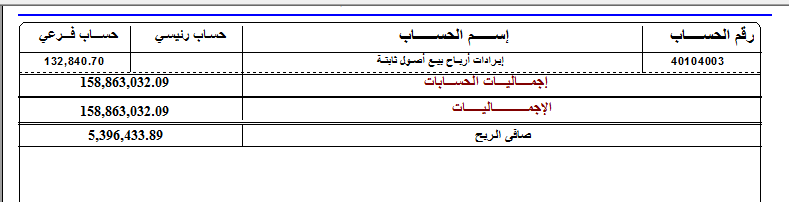 رقم الحساب إسم الحساب حساب رئيسي حساب فرعي
40104003 إيرادات أرباح بيع أصول ثابتة 132,840.70
إجماليات الحسابات 158,863,032.09
الإجماليات 158,863,032.09
صافى الربح 5,396,433.89